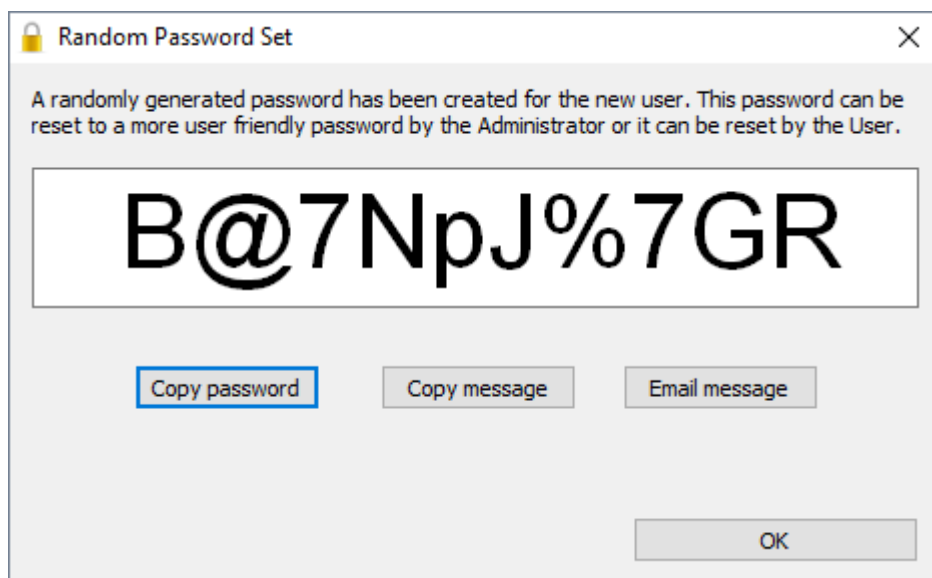 Random Password Set
A randomly generated password has been created for the new user. This password can be
reset to a more user friendly password by the Administrator or it can be reset by the User.
B@7NpJ%7GR
Copy password
Copy message
Email message
OK